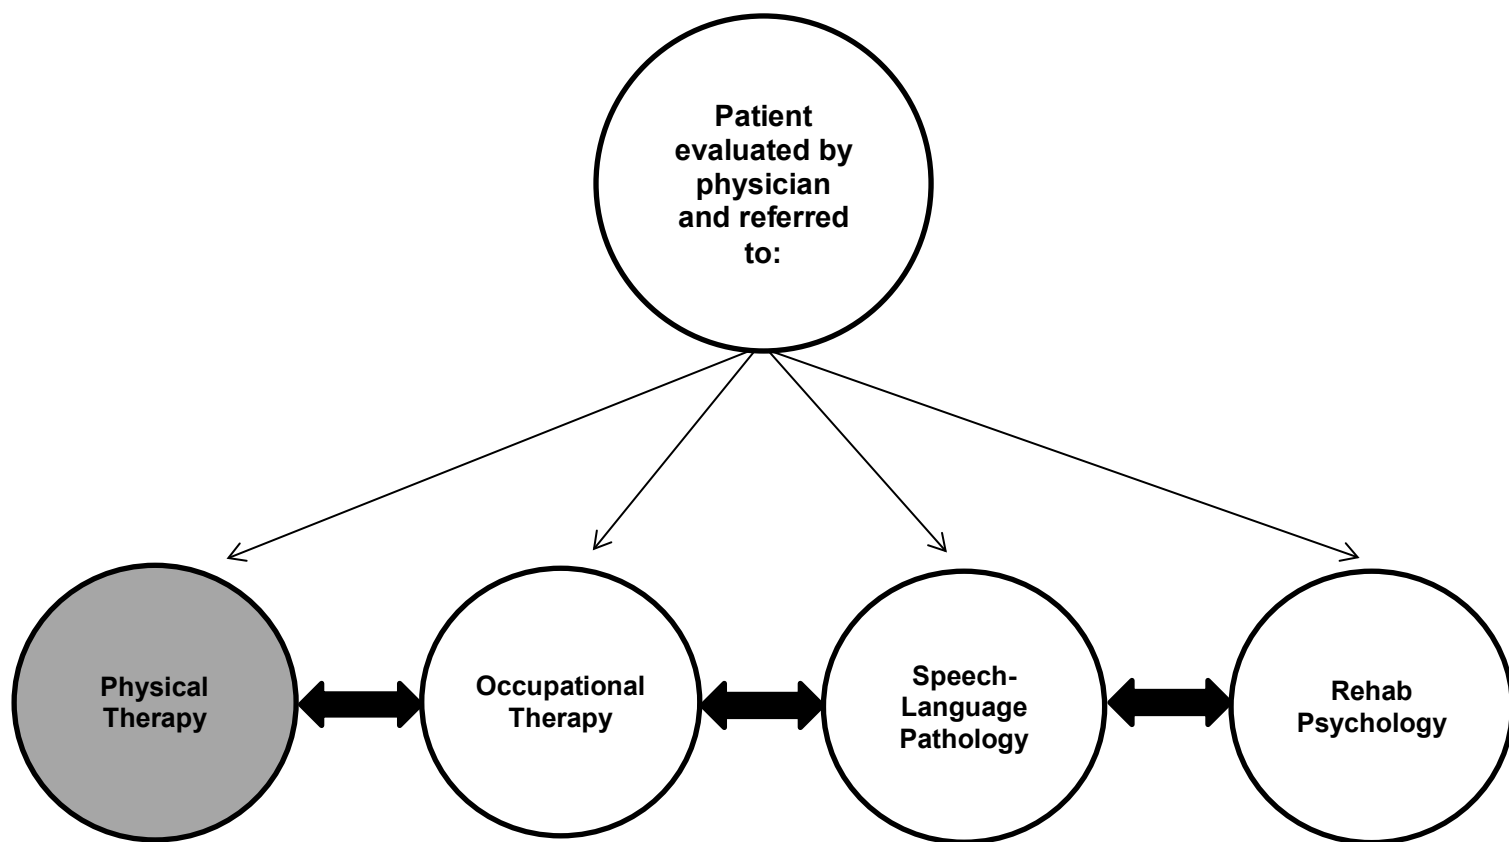 Patient
evaluated by
physician
and referred
to:
Physical
Therapy
Occupational
Therapy
Speech-
Language
Pathology
Rehab
Psychology